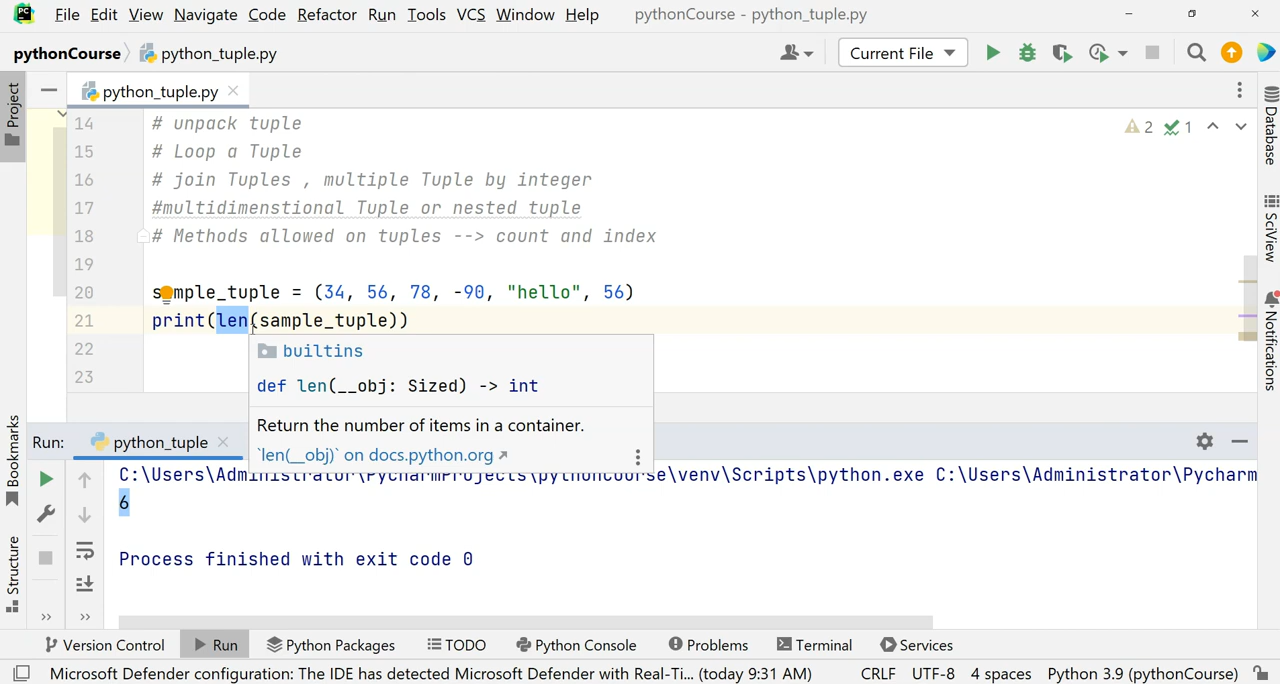 PC File Edit View Navigate Code Refactor Run Tools VCS Window Help pythonCourse - python_tuple.py
pythonCourse python_tuple.py Current File
Project
python_tuple.py
14 # unpack tuple 2 1
15 # Loop a Tuple
16 # join Tuples , multiple Tuple by integer
17 #multidimenstional Tuple or nested tuple
18 # Methods allowed on tuples --> count and index
19
20 sample_tuple = (34, 56, 78, -90, "hello", 56)
21 print(len(sample_tuple))
22
23
builtins
def len(__obj: Sized) -> int
Return the number of items in a container.
`len(__obj)` on docs.python.org
Database
SciView
Notifications
Bookmarks
Structure
Run: python_tuple
C:\Users\Administrator\PycharmProjects\pythonCourse\venv\Scripts\python.exe C:\Users\Administrator\Pycharm
6
Process finished with exit code 0
Version Control Run Python Packages TODO Python Console Problems Terminal Services
Microsoft Defender configuration: The IDE has detected Microsoft Defender with Real-Ti... (today 9:31 AM) CRLF UTF-8 4 spaces Python 3.9 (pythonCourse)